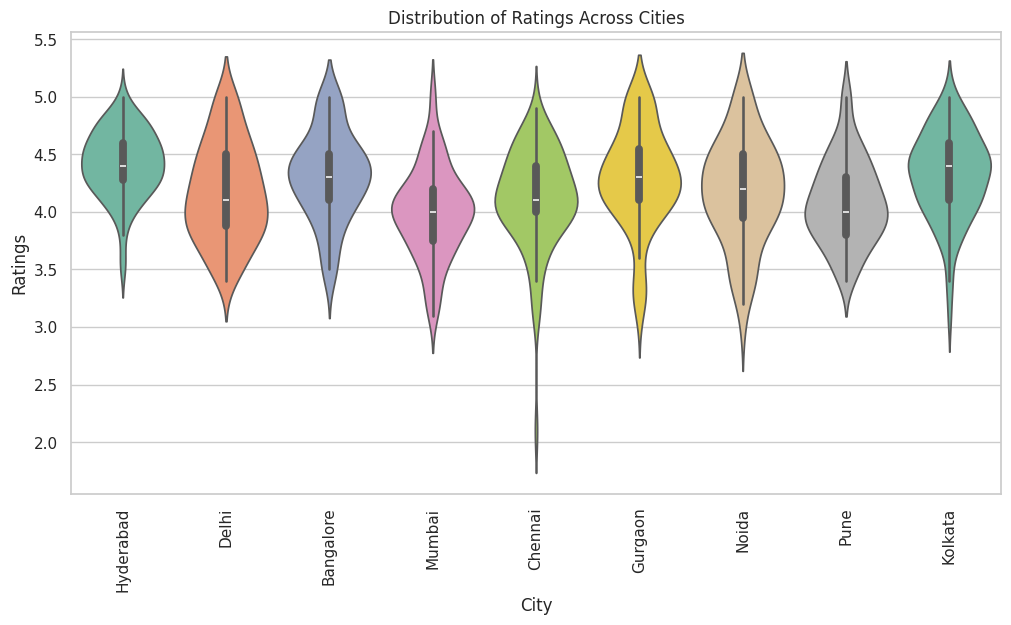 Distribution of Ratings Across Cities
Ratings
5.5
5.0
4.5
4.0
3.5
3.0
2.5
2.0
Hyderabad
Delhi
Bangalore
Mumbai
Chennai
Gurgaon
Noida
Pune
Kolkata
City